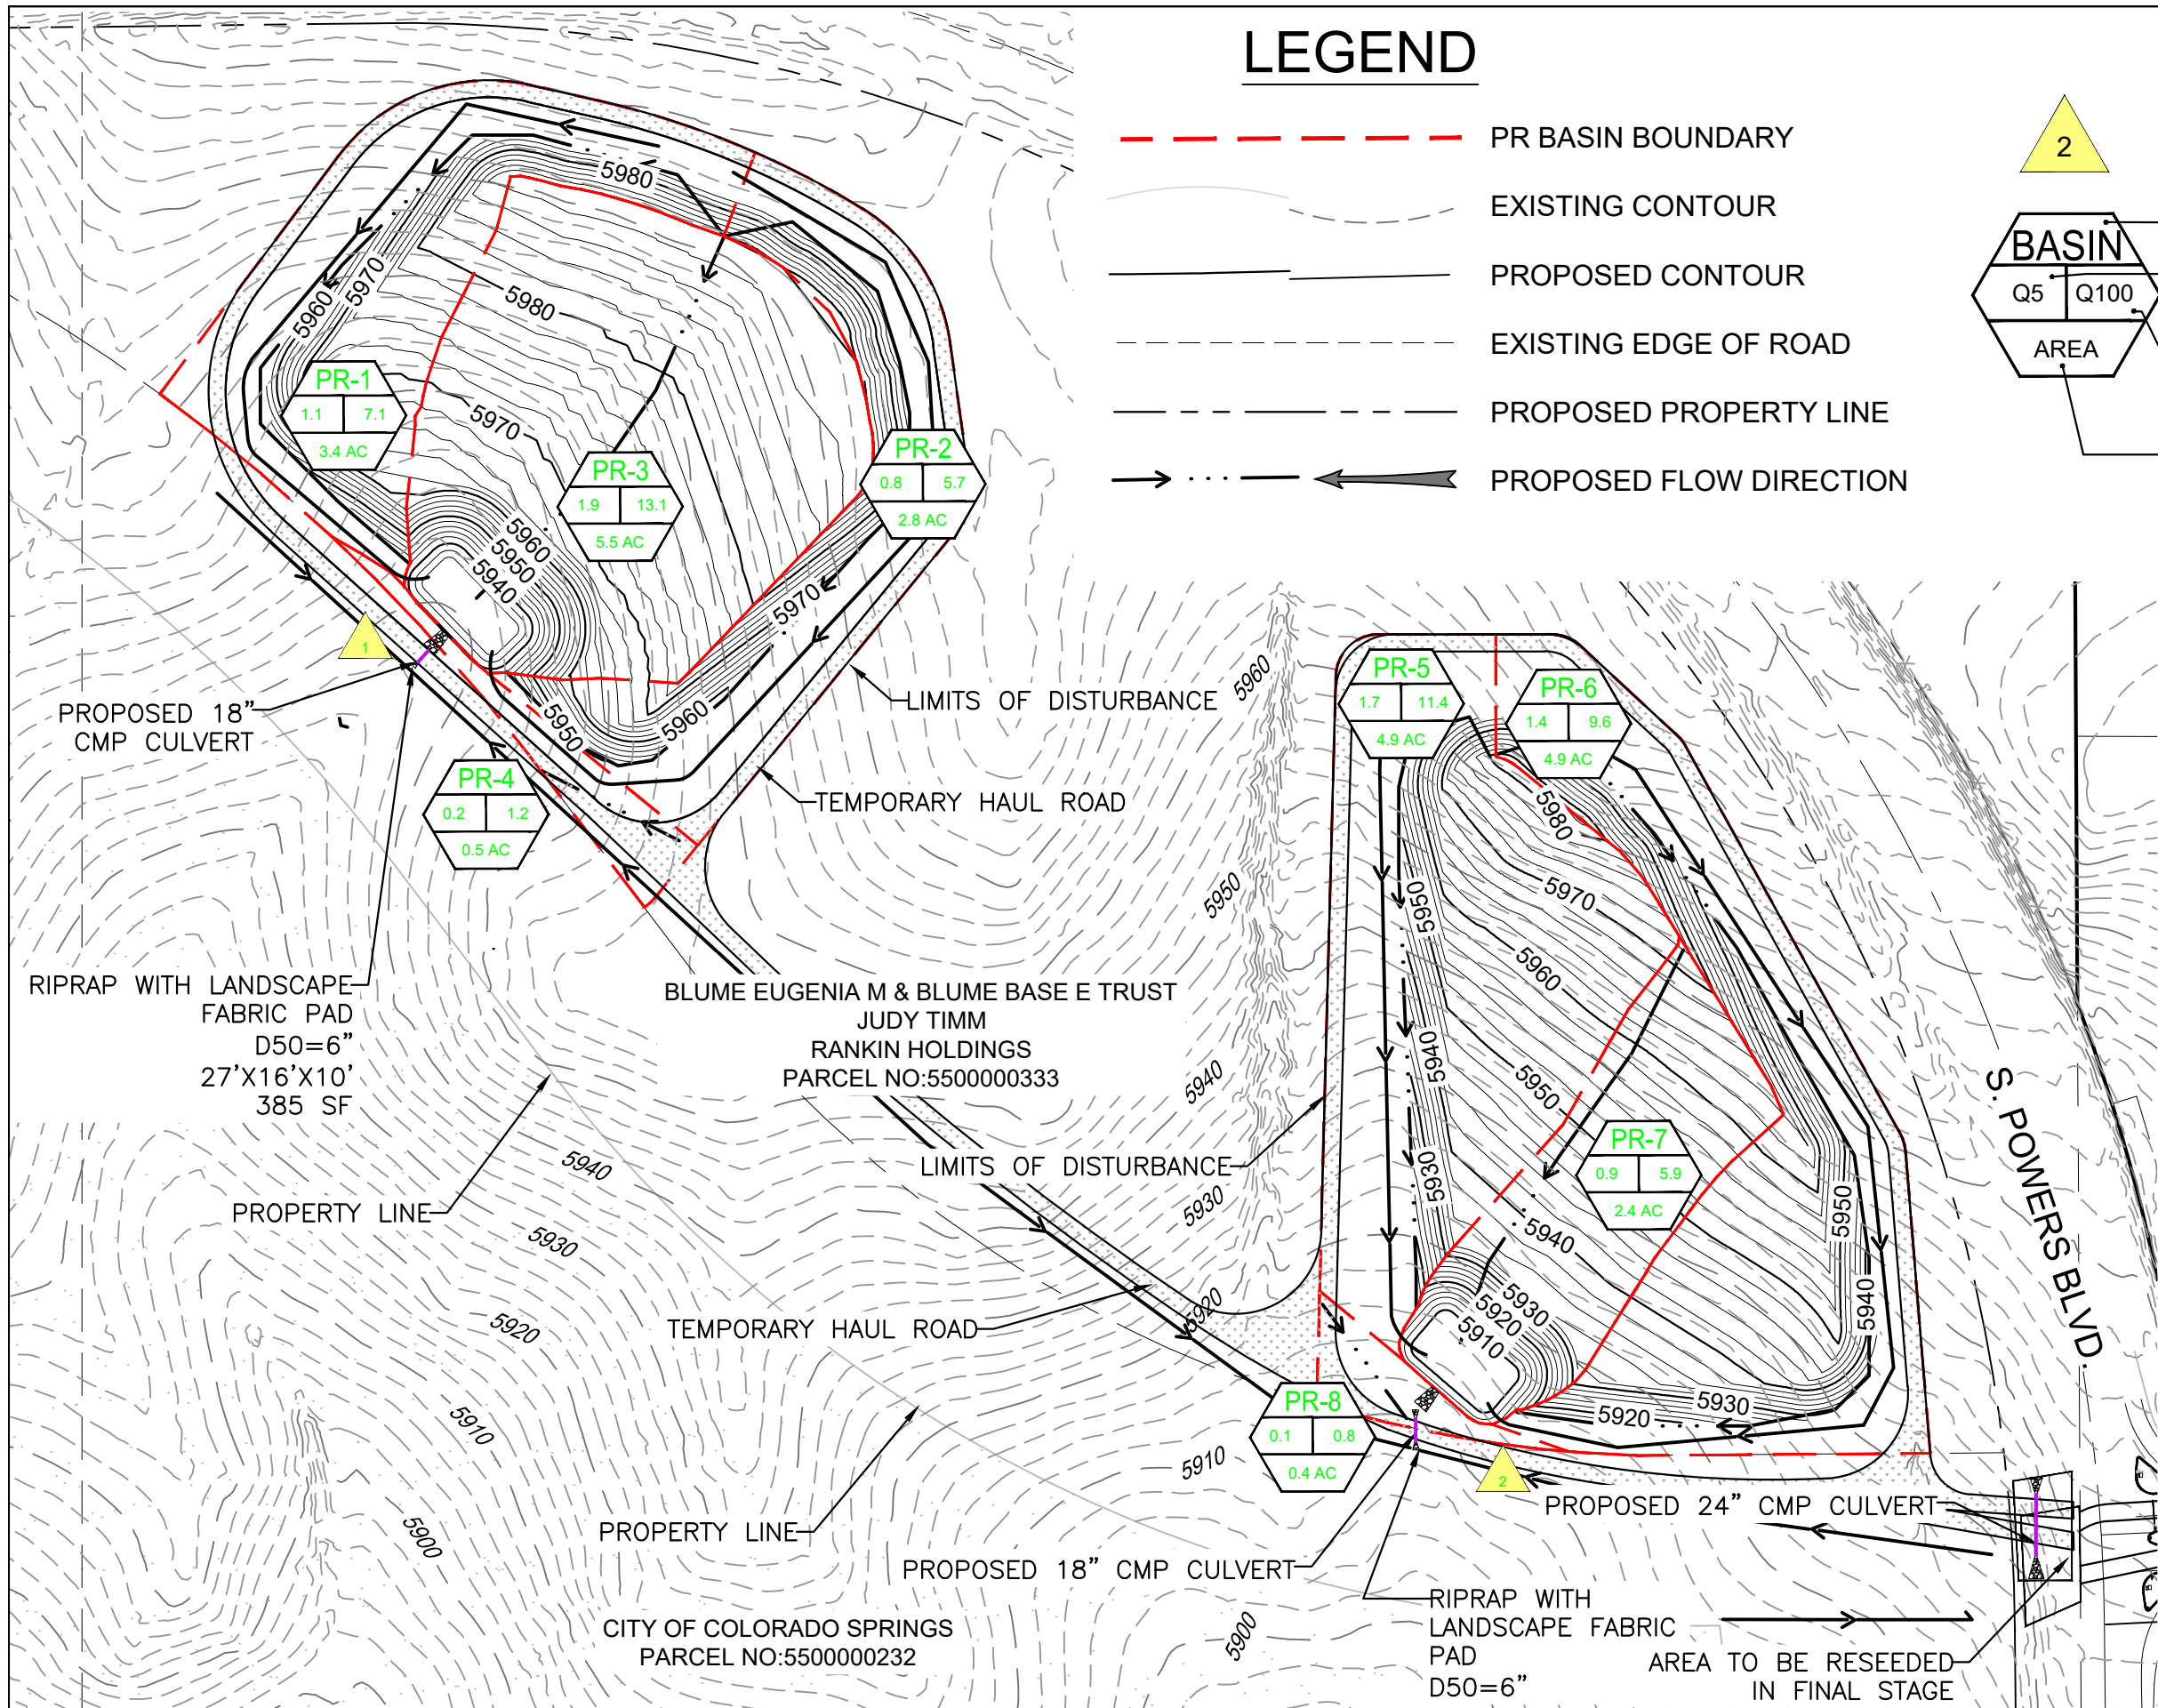 LEGEND
PR BASIN BOUNDARY
EXISTING CONTOUR
PROPOSED CONTOUR
EXISTING EDGE OF ROAD
PROPOSED PROPERTY LINE
PROPOSED FLOW DIRECTION
2
BASIN
Q5 Q100
AREA
5980
5970
5960
5980
5970
PR-1
1.1 7.1
3.4 AC
PR-3
1.9 13.1
5.5 AC
PR-2
0.8 5.7
2.8 AC
5960
5950
5940
5970
5960
5950
1
PROPOSED 18"
CMP CULVERT
LIMITS OF DISTURBANCE
TEMPORARY HAUL ROAD
PR-4
0.2 1.2
0.5 AC
RIPRAP WITH LANDSCAPE
FABRIC PAD
D50=6"
27'X16'X10'
385 SF
BLUME EUGENIA M & BLUME BASE E TRUST
JUDY TIMM
RANKIN HOLDINGS
PARCEL NO:5500000333
5960
5950
5940
5930
5920
5910
5900
PR-5
1.7 11.4
4.9 AC
PR-6
1.4 9.6
4.9 AC
5980
5970
5960
5950
5940
5950
5940
5930
PR-7
0.9 5.9
2.4 AC
5950
5940
5930
5920
5910
5930
5920
S. POWERS BLVD.
LIMITS OF DISTURBANCE
PROPERTY LINE
5940
5930
5920
5910
5900
TEMPORARY HAUL ROAD
PR-8
0.1 0.8
0.4 AC
2
PROPERTY LINE
PROPOSED 18" CMP CULVERT
PROPOSED 24" CMP CULVERT
RIPRAP WITH
LANDSCAPE FABRIC
PAD
D50=6"
AREA TO BE RESEEDED
IN FINAL STAGE
CITY OF COLORADO SPRINGS
PARCEL NO:5500000232